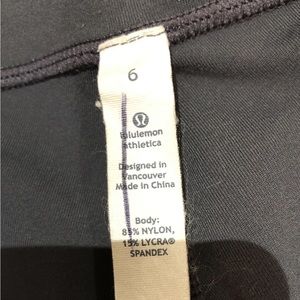 6
lululemon
athletica
Designed in
Vancouver
Made in China
Body:
85% NYLON,
15% LYCRA®
SPANDEX